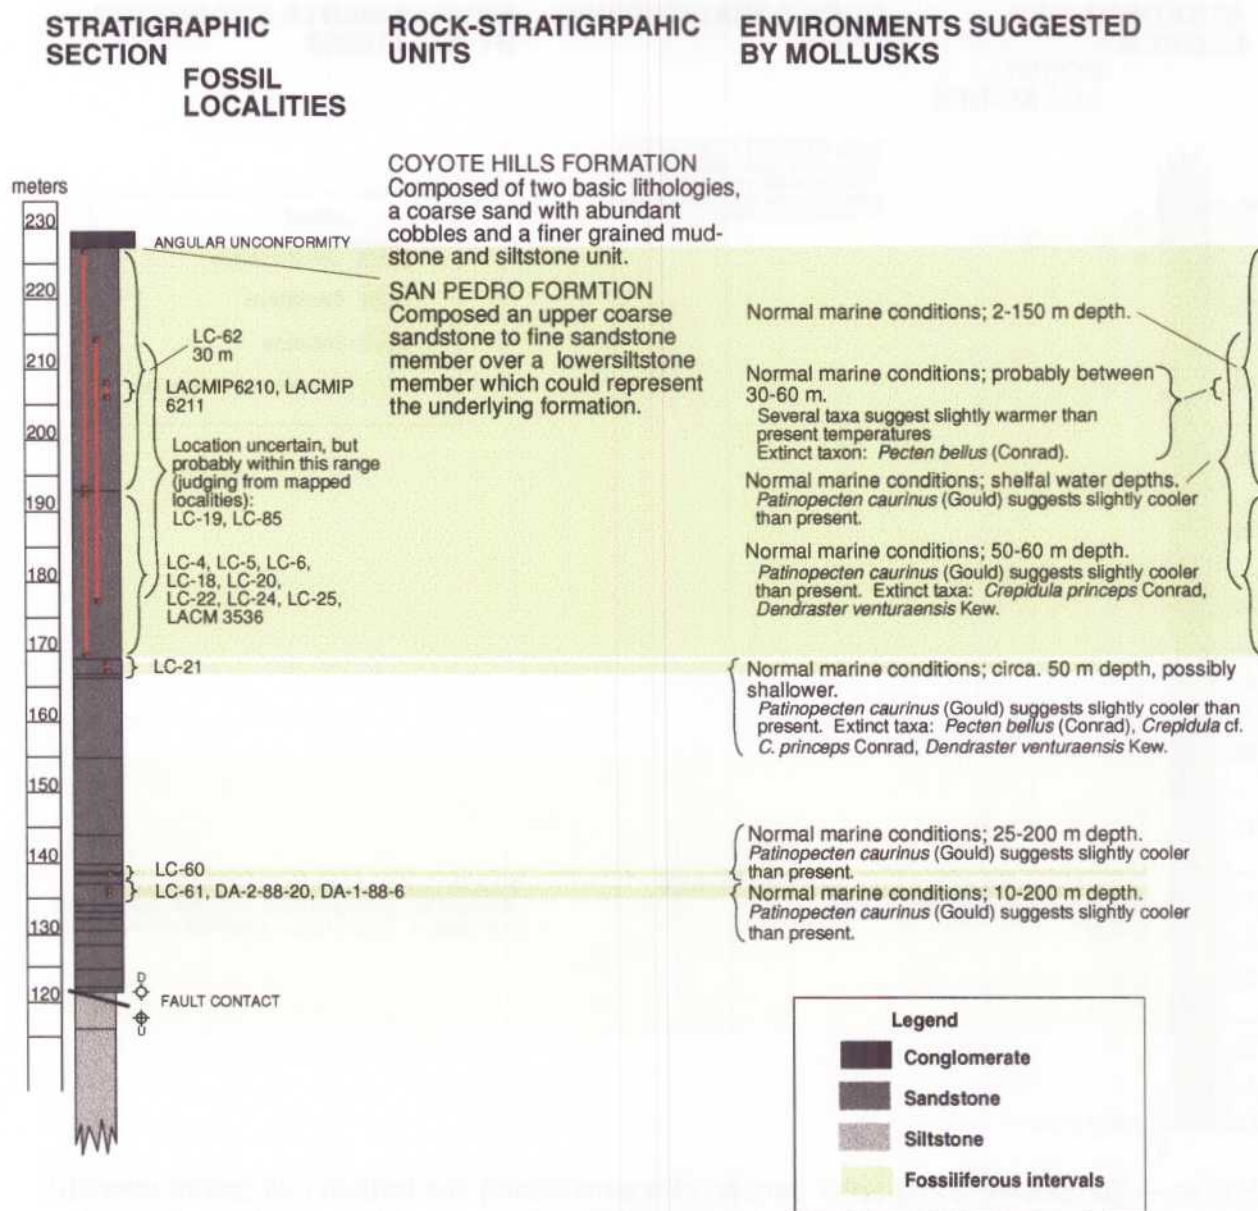 STRATIGRAPHIC
SECTION
FOSSIL
LOCALITIES
ROCK-STRATIGRPAHIC
UNITS
ENVIRONMENTS SUGGESTED
BY MOLLUSKS
meters
230
220
210
200
190
180
170
160
150
140
130
120
ANGULAR UNCONFORMITY
LC-62
30 m
LACMIP6210, LACMIP
6211
Location uncertain, but
probably within this range
(judging from mapped
localities):
LC-19, LC-85
LC-4, LC-5, LC-6,
LC-18, LC-20,
LC-22, LC-24, LC-25,
LACM 3536
LC-21
LC-60
LC-61, DA-2-88-20, DA-1-88-6
D
FAULT CONTACT
U
COYOTE HILLS FORMATION
Composed of two basic lithologies,
a coarse sand with abundant
cobbles and a finer grained mud-
stone and siltstone unit.
SAN PEDRO FORMTION
Composed an upper coarse
sandstone to fine sandstone
member over a lowersiltstone
member which could represent
the underlying formation.
Normal marine conditions; 2-150 m depth.
Normal marine conditions; probably between
30-60 m.
Several taxa suggest slightly warmer than
present temperatures
Extinct taxon: Pecten bellus (Conrad).
Normal marine conditions; shelfal water depths.
Patinopecten caurinus (Gould) suggests slightly cooler
than present.
Normal marine conditions; 50-60 m depth.
Patinopecten caurinus (Gould) suggests slightly cooler
than present. Extinct taxa: Crepidula princeps Conrad,
Dendraster venturaensis Kew.
Normal marine conditions; circa. 50 m depth, possibly
shallower.
Patinopecten caurinus (Gould) suggests slightly cooler than
present. Extinct taxa: Pecten bellus (Conrad), Crepidula cf.
C. princeps Conrad, Dendraster venturaensis Kew.
Normal marine conditions; 25-200 m depth.
Patinopecten caurinus (Gould) suggests slightly cooler
than present.
Normal marine conditions; 10-200 m depth.
Patinopecten caurinus (Gould) suggests slightly cooler
than present.
Legend
Conglomerate
Sandstone
Siltstone
Fossiliferous intervals